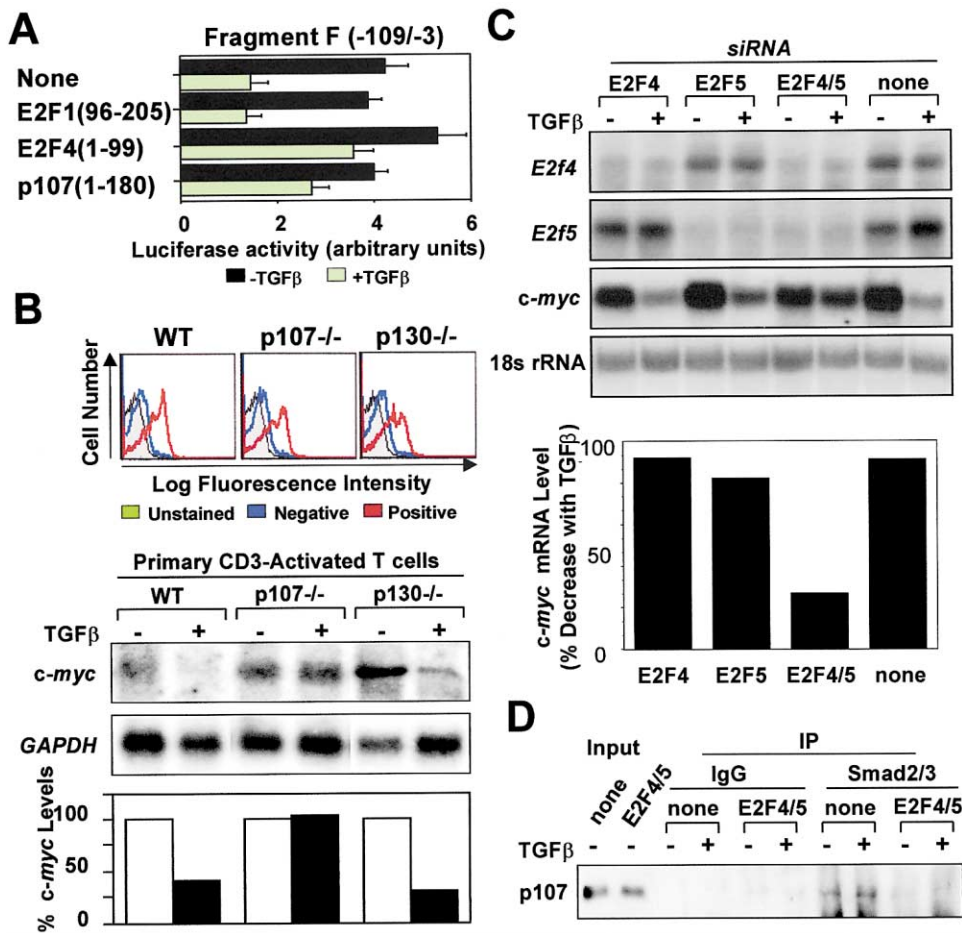 A
Fragment F (-109/-3)
None
E2F1(96-205)
E2F4(1-99)
p107(1-180)
0 2 4 6 8
Luciferase activity (arbitrary units)
-TGFβ +TGFβ
B
WT p107-/- p130-/-
Cell Number
Log Fluorescence Intensity
Unstained Negative Positive
Primary CD3-Activated T cells
WT p107-/- p130-/-
TGFβ - + - + - +
c-myc
GAPDH
% c-myc Levels
100
50
0
C
siRNA
E2F4 E2F5 E2F4/5 none
TGFβ - + - + - + - +
E2f4
E2f5
c-myc
18s rRNA
c-myc mRNA Level
(% Decrease with TGFβ)
100
50
0
E2F4 E2F5 E2F4/5 none
D
Input IP
none E2F4/5 IgG Smad2/3
none E2F4/5 none E2F4/5
TGFβ - - - + - + - + - +
p107